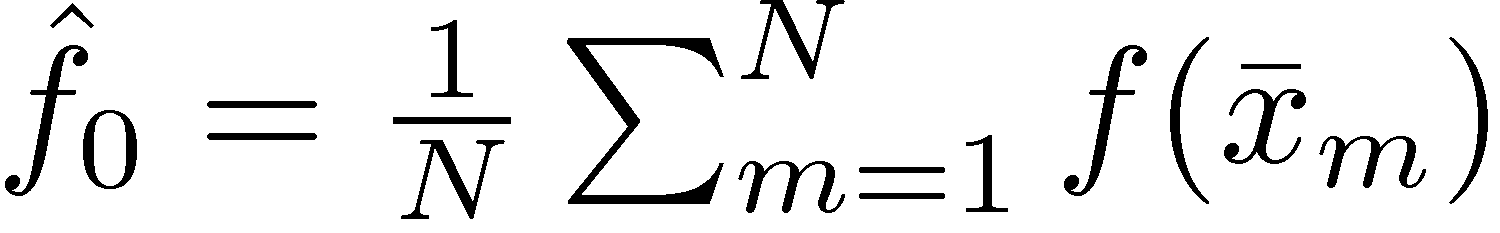 $\hat{f}_0 = \frac{1}{N} \sum_{m=1}^{N} f(\bar{x}_m)$